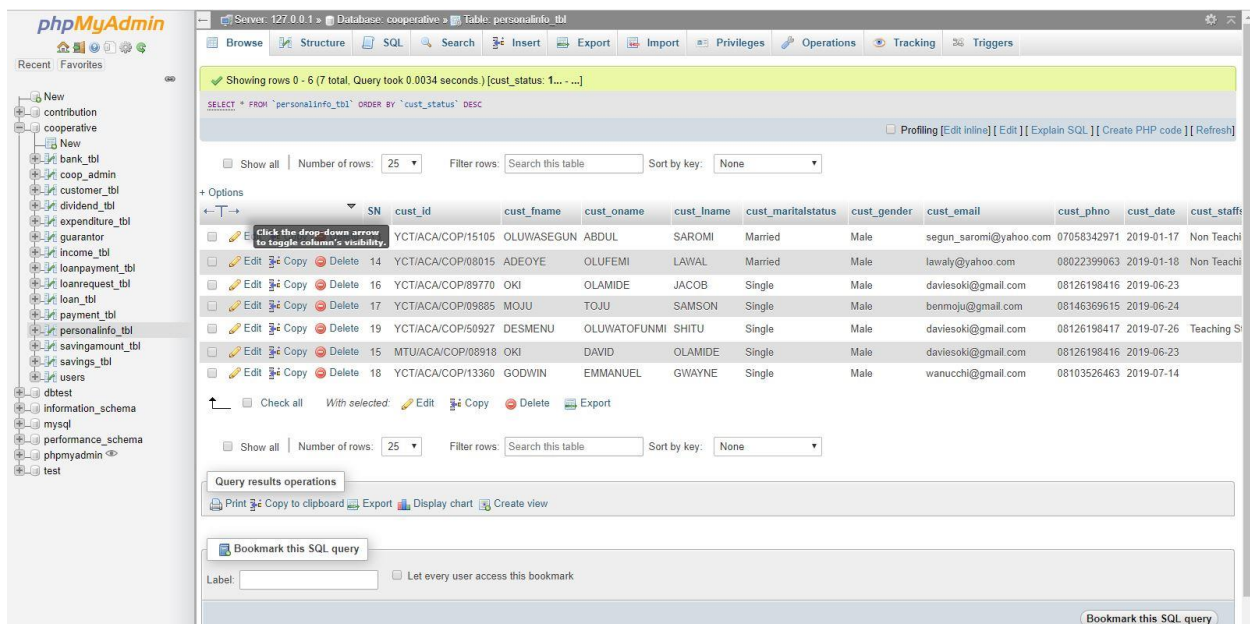 phpMyAdmin
Recent Favorites
New
contribution
cooperative
New
bank_tbl
coop_admin
customer_tbl
dividend_tbl
expenditure_tbl
guarantor
income_tbl
loanpayment_tbl
loanrequest_tbl
loan_tbl
payment_tbl
personalinfo_tbl
savingamount_tbl
savings_tbl
users
dbtest
information_schema
mysql
performance_schema
phpmyadmin
test
Server: 127.0.0.1 » Database: cooperative » Table: personalinfo_tbl
Browse Structure SQL Search Insert Export Import Privileges Operations Tracking Triggers
Showing rows 0 - 6 (7 total, Query took 0.0034 seconds.) [cust_status: 1... - ...]
SELECT * FROM `personalinfo_tbl` ORDER BY `cust_status` DESC
Profiling [Edit inline] [ Edit ] [ Explain SQL ] [ Create PHP code ] [ Refresh]
Show all Number of rows: 25 Filter rows: Search this table Sort by key: None
+ Options
←T→ SN cust_id cust_fname cust_oname cust_lname cust_maritalstatus cust_gender cust_email cust_phno cust_date cust_staffs
Click the drop-down arrow
to toggle column's visibility.
YCT/ACA/COP/15105 OLUWASEGUN ABDUL SAROMI Married Male segun_saromi@yahoo.com 07058342971 2019-01-17 Non Teachi
Edit Copy Delete 14 YCT/ACA/COP/08015 ADEOYE OLUFEMI LAWAL Married Male lawaly@yahoo.com 08022399063 2019-01-18 Non Teachi
Edit Copy Delete 16 YCT/ACA/COP/89770 OKI OLAMIDE JACOB Single Male daviesoki@gmail.com 08126198416 2019-06-23
Edit Copy Delete 17 YCT/ACA/COP/09885 MOJU TOJU SAMSON Single Male benmoju@gmail.com 08146369615 2019-06-24
Edit Copy Delete 19 YCT/ACA/COP/50927 DESMENU OLUWATOFUNMI SHITU Single Male daviesoki@gmail.com 08126198417 2019-07-26 Teaching St
Edit Copy Delete 15 MTU/ACA/COP/08918 OKI DAVID OLAMIDE Single Male daviesoki@gmail.com 08126198416 2019-06-23
Edit Copy Delete 18 YCT/ACA/COP/13360 GODWIN EMMANUEL GWAYNE Single Male wanucchi@gmail.com 08103526463 2019-07-14
Check all With selected: Edit Copy Delete Export
Show all Number of rows: 25 Filter rows: Search this table Sort by key: None
Query results operations
Print Copy to clipboard Export Display chart Create view
Bookmark this SQL query
Label: Let every user access this bookmark
Bookmark this SQL query